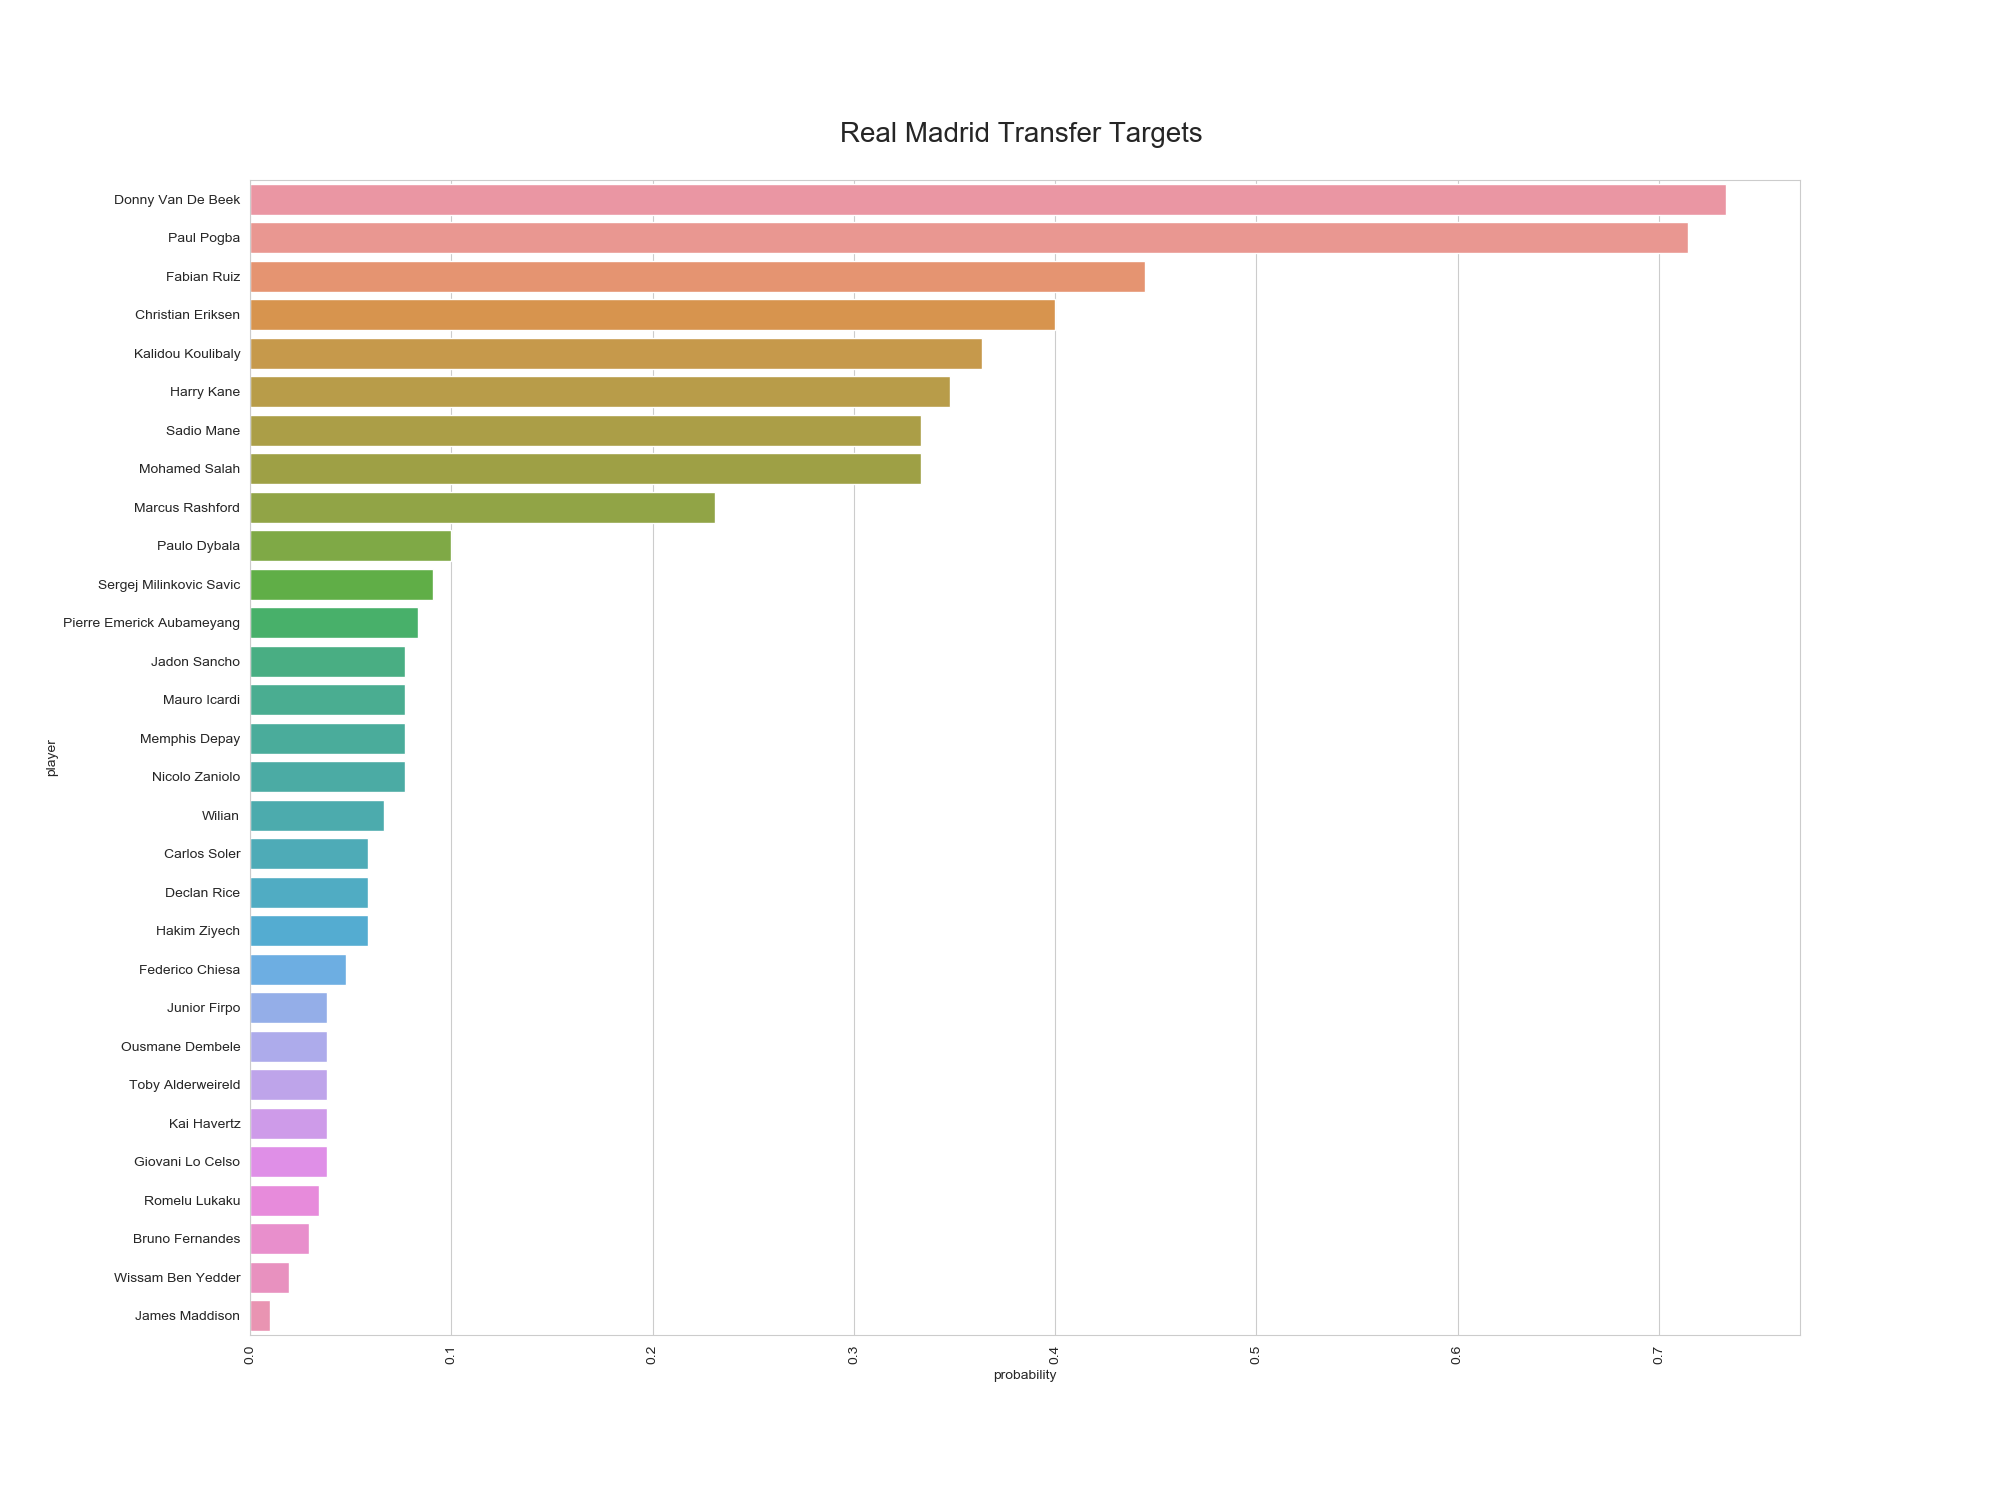 Real Madrid Transfer Targets
Donny Van De Beek
Paul Pogba
Fabian Ruiz
Christian Eriksen
Kalidou Koulibaly
Harry Kane
Sadio Mane
Mohamed Salah
Marcus Rashford
Paulo Dybala
Sergej Milinkovic Savic
Pierre Emerick Aubameyang
Jadon Sancho
Mauro Icardi
Memphis Depay
Nicolo Zaniolo
Wilian
Carlos Soler
Declan Rice
Hakim Ziyech
Federico Chiesa
Junior Firpo
Ousmane Dembele
Toby Alderweireld
Kai Havertz
Giovani Lo Celso
Romelu Lukaku
Bruno Fernandes
Wissam Ben Yedder
James Maddison
player
0.0
0.1
0.2
0.3
0.4
0.5
0.6
0.7
probability